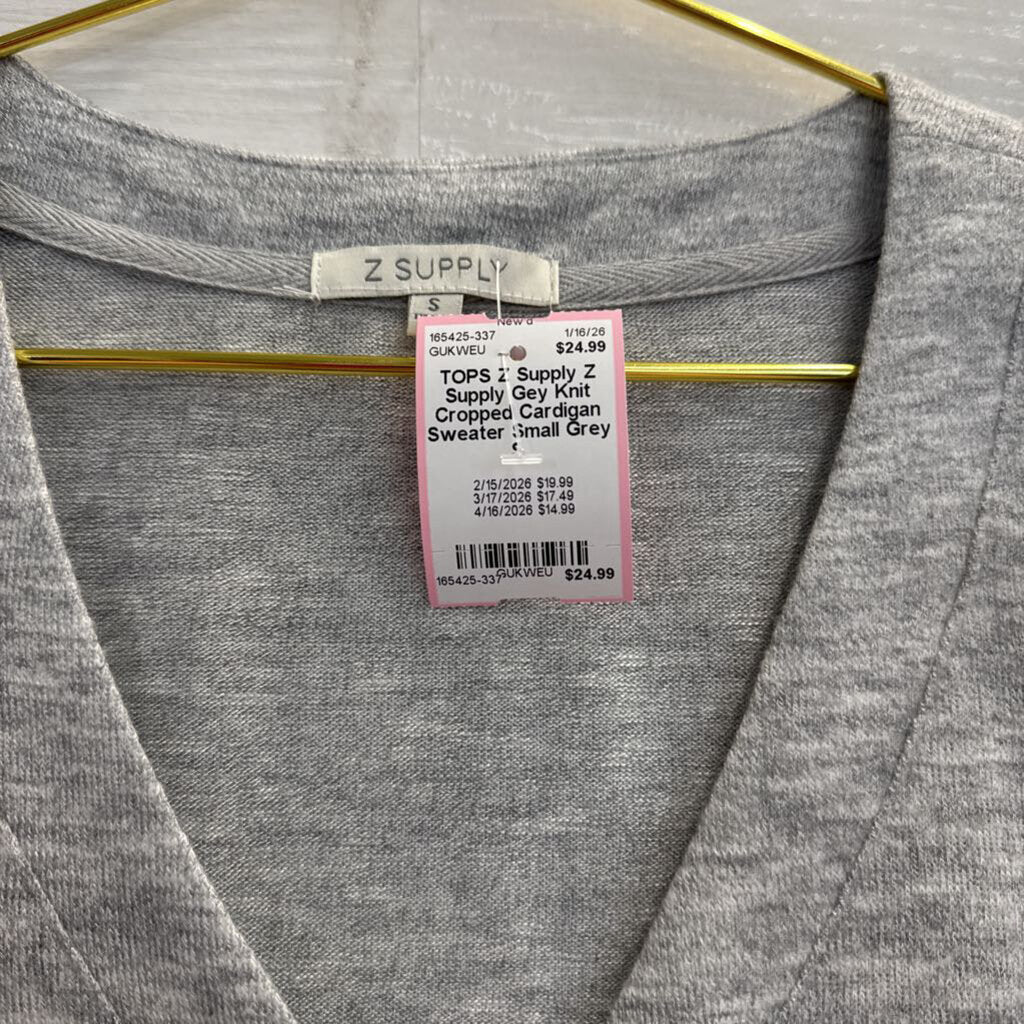 Z SUPPLY
S
New d
165425-337 1/16/26
GUKWEU $24.99
TOPS Z Supply Z
Supply Gey Knit
Cropped Cardigan
Sweater Small Grey
2/15/2026 $19.99
3/17/2026 $17.49
4/16/2026 $14.99
165425-337 GUKWEU $24.99